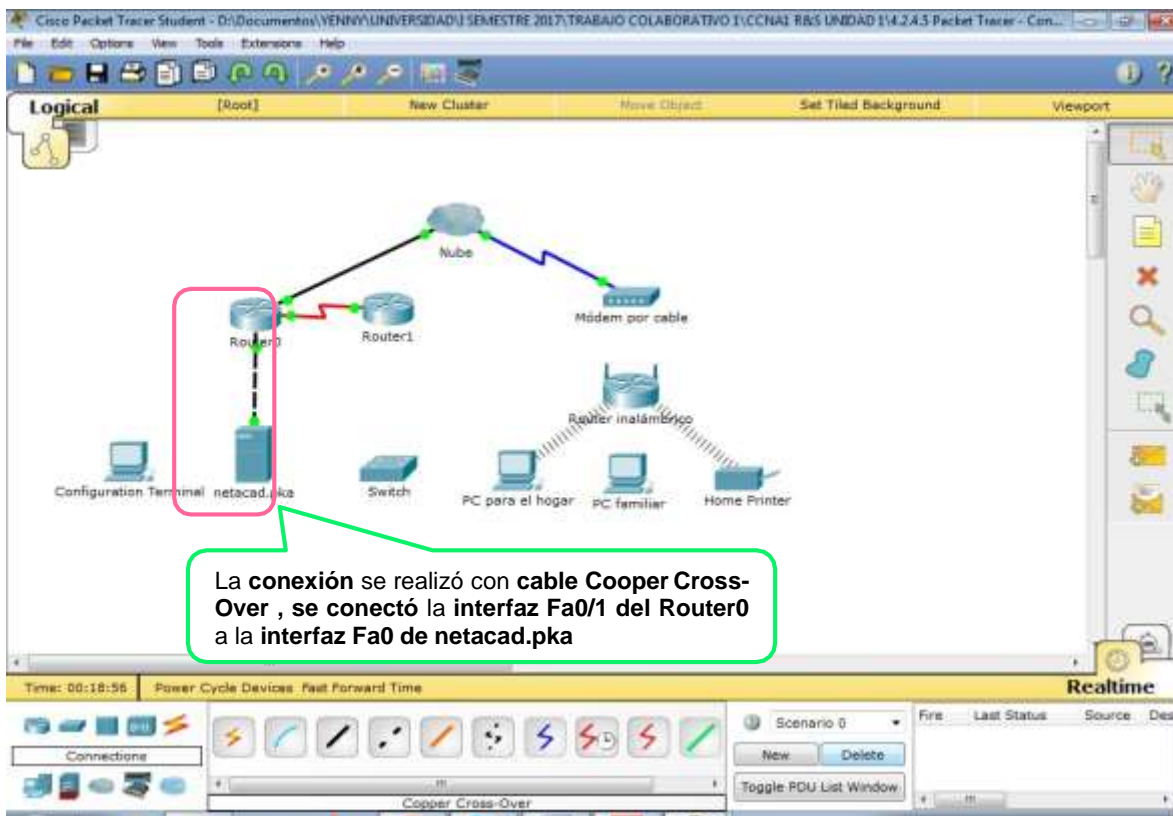 Cisco Packet Tracer Student - D:\Documentos\YENNY\UNIVERSIDAD\I SEMESTRE 2017\TRABAJO COLABORATIVO 1\CCNA1 R&S UNIDAD 1\4.2.4.5 Packet Tracer - Con...
File Edit Options View Tools Extensions Help
Logical [Root] New Cluster Move Object Set Tiled Background Viewport
Nube
Módem por cable
Router0 Router1
Router inalámbrico
Configuration Terminal netacad.pka Switch PC para el hogar PC familiar Home Printer
La conexión se realizó con cable Cooper Cross-
Over , se conectó la interfaz Fa0/1 del Router0
a la interfaz Fa0 de netacad.pka
Time: 00:18:56 Power Cycle Devices Fast Forward Time Realtime
Connections
Scenario 0
New Delete
Toggle PDU List Window
Fire Last Status Source Des
Copper Cross-Over